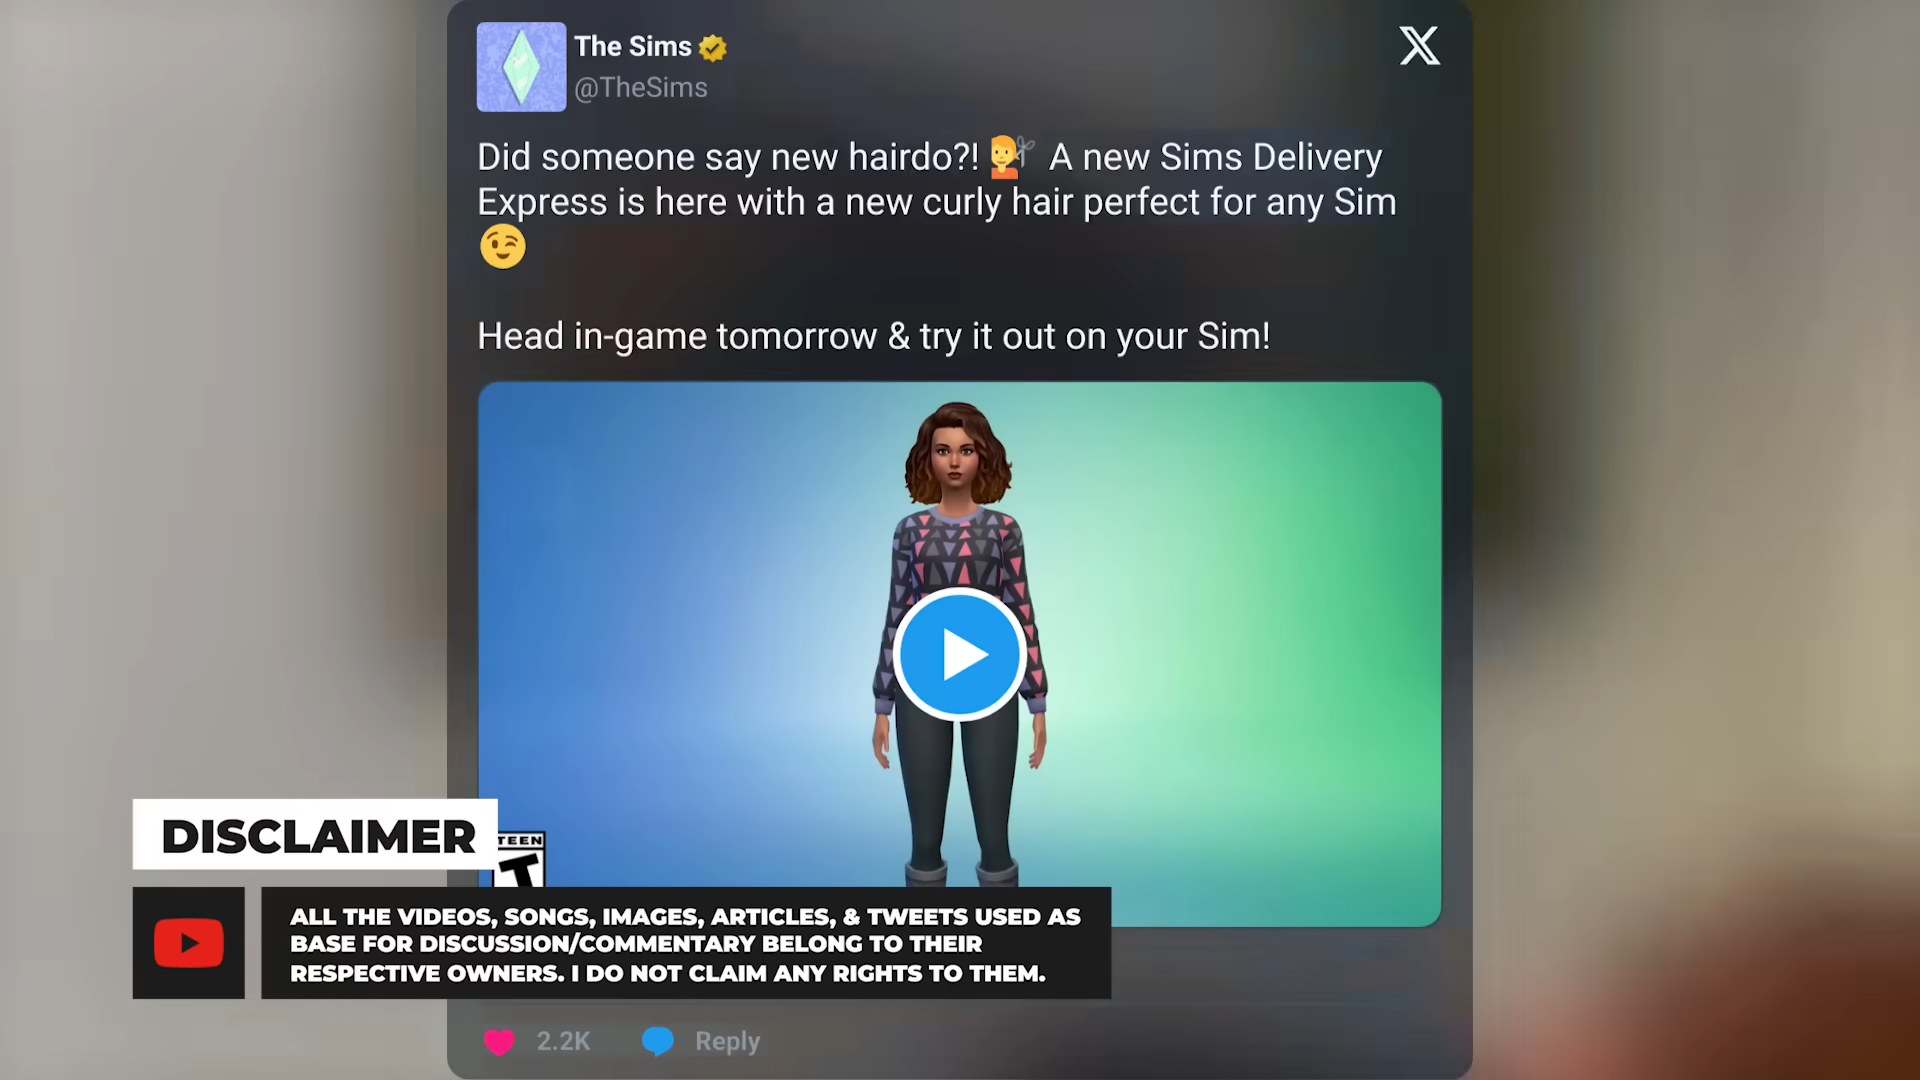 The Sims
@TheSims
Did someone say new hairdo?! 💇 A new Sims Delivery
Express is here with a new curly hair perfect for any Sim
😉
Head in-game tomorrow & try it out on your Sim!
DISCLAIMER
TEEN
T
ALL THE VIDEOS, SONGS, IMAGES, ARTICLES, & TWEETS USED AS
BASE FOR DISCUSSION/COMMENTARY BELONG TO THEIR
RESPECTIVE OWNERS. I DO NOT CLAIM ANY RIGHTS TO THEM.
2.2K Reply